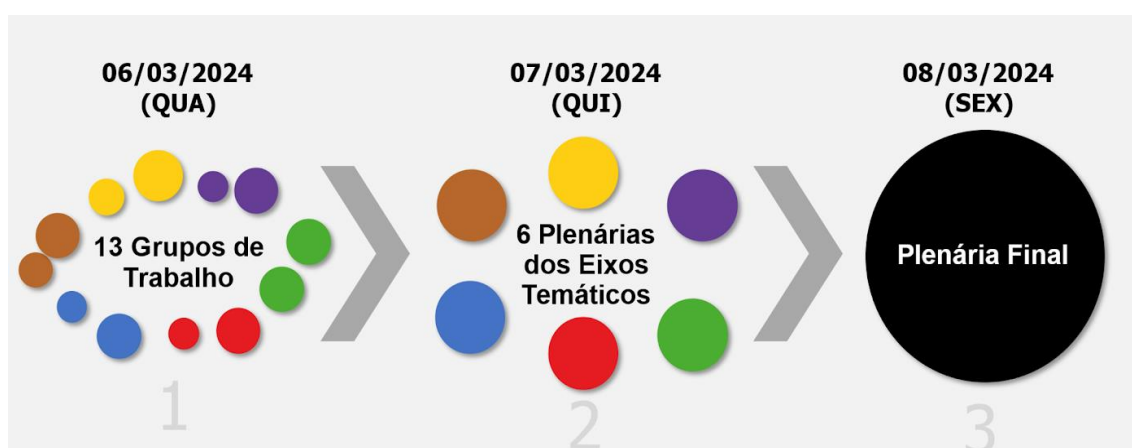 06/03/2024
(QUA)
13 Grupos de
Trabalho
1
07/03/2024
(QUI)
6 Plenárias
dos Eixos
Temáticos
2
08/03/2024
(SEX)
Plenária Final
3